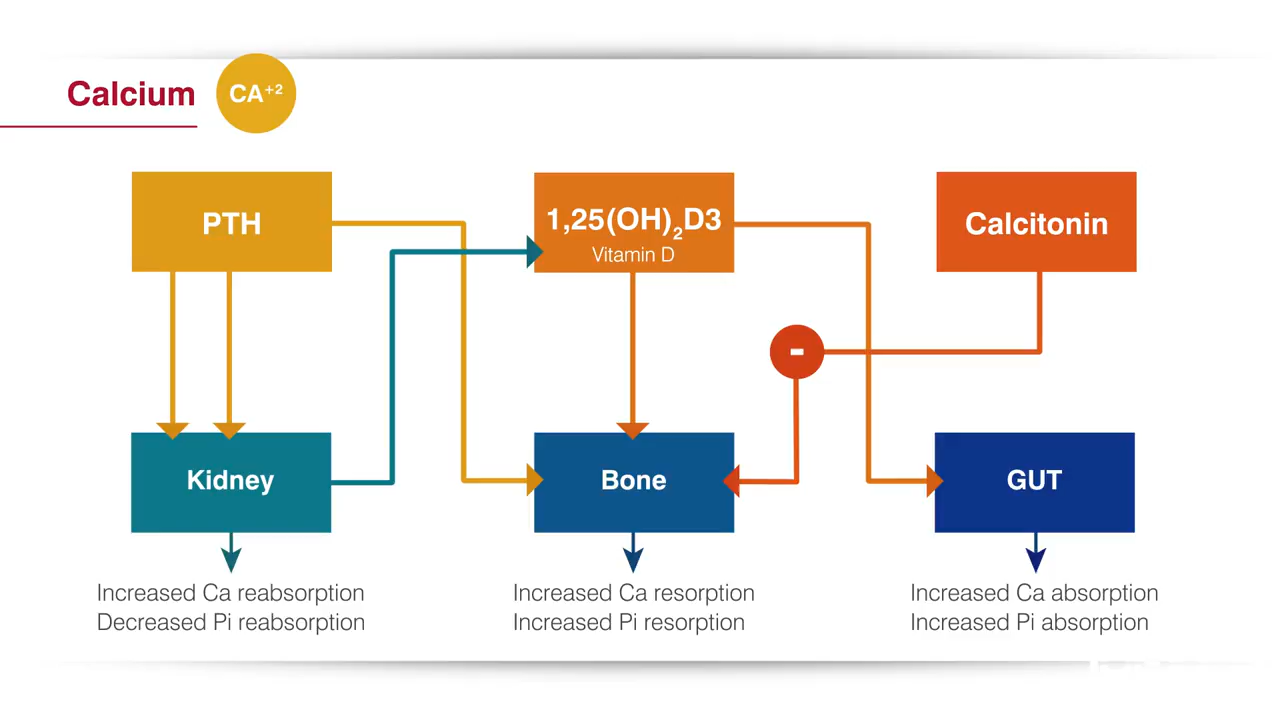 Calcium
CA⁺²
PTH
1,25(OH)₂D3
Vitamin D
Calcitonin
-
Kidney
Bone
GUT
Increased Ca reabsorption
Decreased Pi reabsorption
Increased Ca resorption
Increased Pi resorption
Increased Ca absorption
Increased Pi absorption